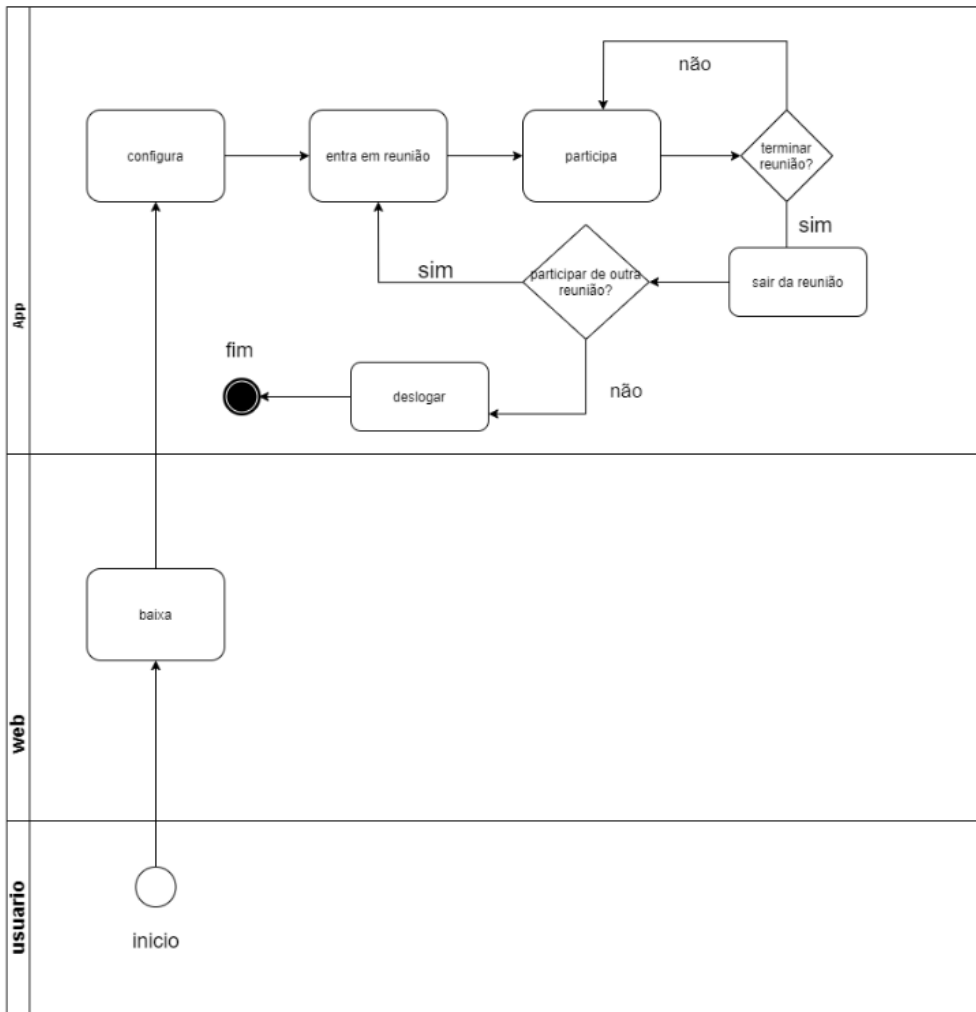 App
não
configura
entra em reunião
participa
terminar
reunião?
sim
sim
participar de outra
reunião?
sair da reunião
fim
deslogar
não
web
baixa
usuario
inicio